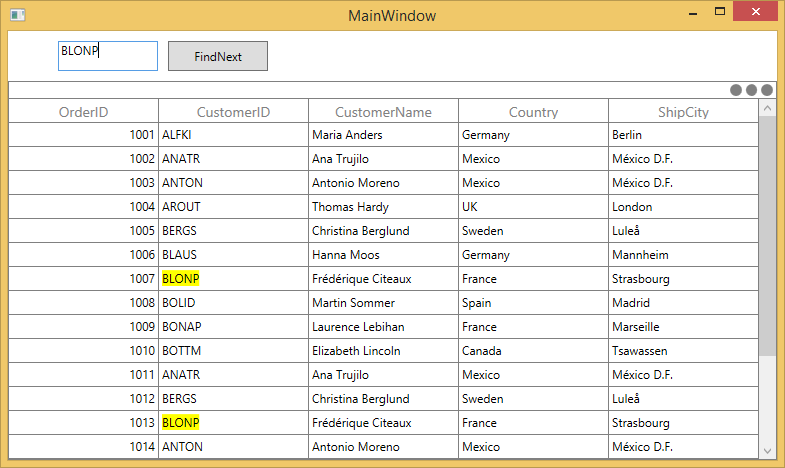 MainWindow
BLONP FindNext
OrderID CustomerID CustomerName Country ShipCity
1001 ALFKI Maria Anders Germany Berlin
1002 ANATR Ana Trujilo Mexico México D.F.
1003 ANTON Antonio Moreno Mexico México D.F.
1004 AROUT Thomas Hardy UK London
1005 BERGS Christina Berglund Sweden Luleå
1006 BLAUS Hanna Moos Germany Mannheim
1007 BLONP Frédérique Citeaux France Strasbourg
1008 BOLID Martin Sommer Spain Madrid
1009 BONAP Laurence Lebihan France Marseille
1010 BOTTM Elizabeth Lincoln Canada Tsawassen
1011 ANATR Ana Trujilo Mexico México D.F.
1012 BERGS Christina Berglund Sweden Luleå
1013 BLONP Frédérique Citeaux France Strasbourg
1014 ANTON Antonio Moreno Mexico México D.F.